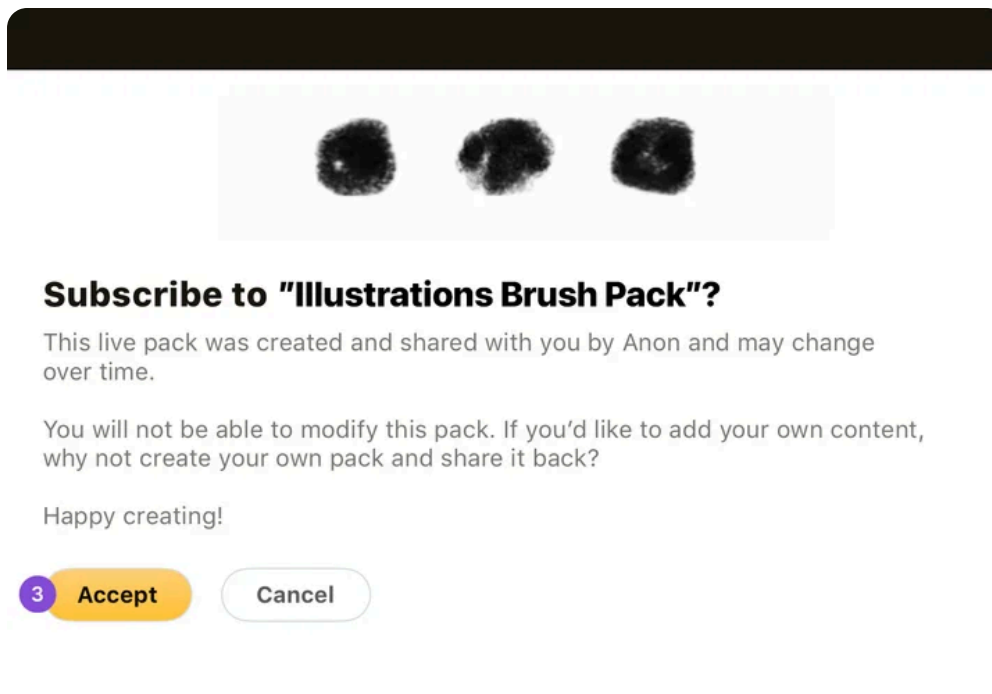 Subscribe to "Illustrations Brush Pack"?
This live pack was created and shared with you by Anon and may change
over time.
You will not be able to modify this pack. If you’d like to add your own content,
why not create your own pack and share it back?
Happy creating!
3 Accept Cancel